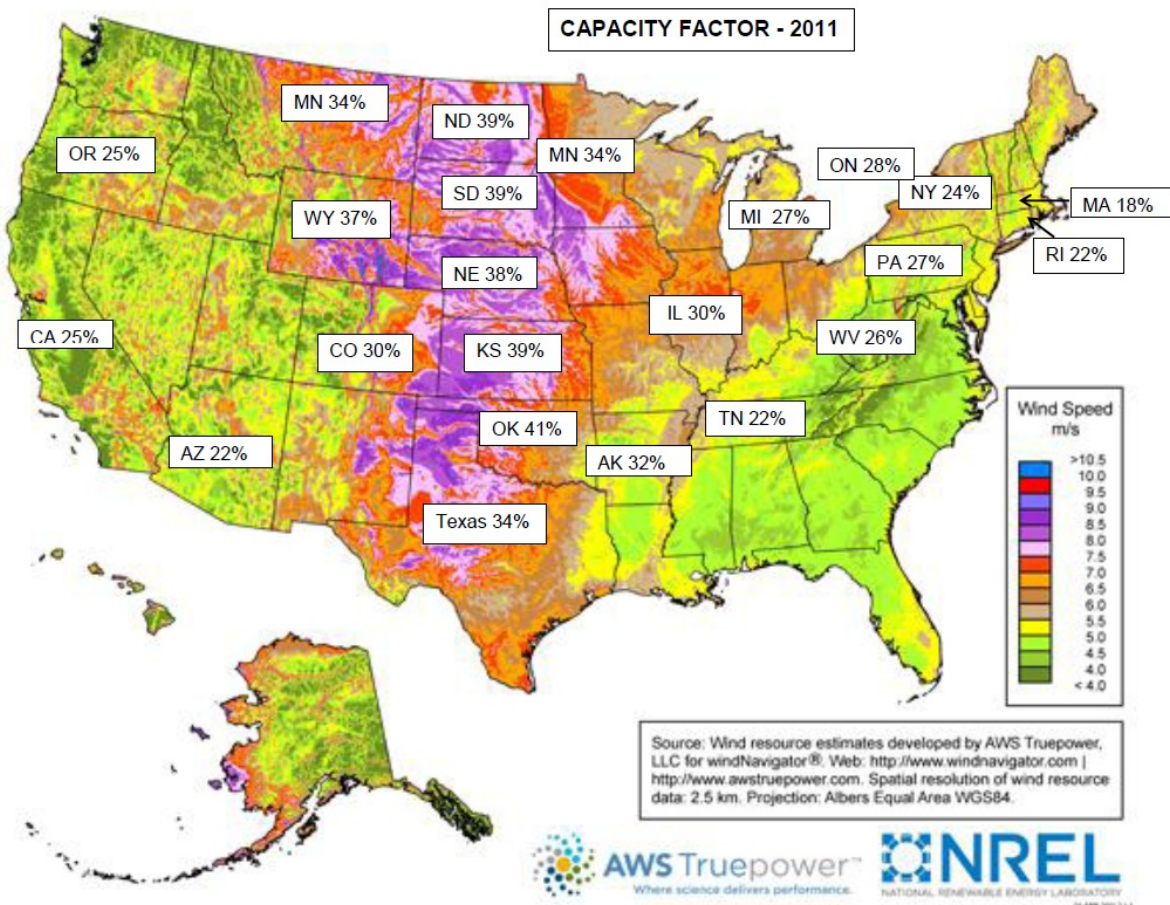 CAPACITY FACTOR - 2011
MN 34%
ND 39%
OR 25%
MN 34%
ON 28%
SD 39%
NY 24%
MA 18%
WY 37%
MI 27%
RI 22%
NE 38%
PA 27%
IL 30%
CA 25%
CO 30%
KS 39%
WV 26%
TN 22%
OK 41%
AZ 22%
AK 32%
Texas 34%
Wind Speed
m/s
>10.5
10.0
9.5
9.0
8.5
8.0
7.5
7.0
6.5
6.0
5.5
5.0
4.5
4.0
< 4.0
Source: Wind resource estimates developed by AWS Truepower,
LLC for windNavigator®. Web: http://www.windnavigator.com |
http://www.awstruepower.com. Spatial resolution of wind resource
data: 2.5 km. Projection: Albers Equal Area WGS84.
AWS Truepower™
Where science delivers performance.
NREL
NATIONAL RENEWABLE ENERGY LABORATORY